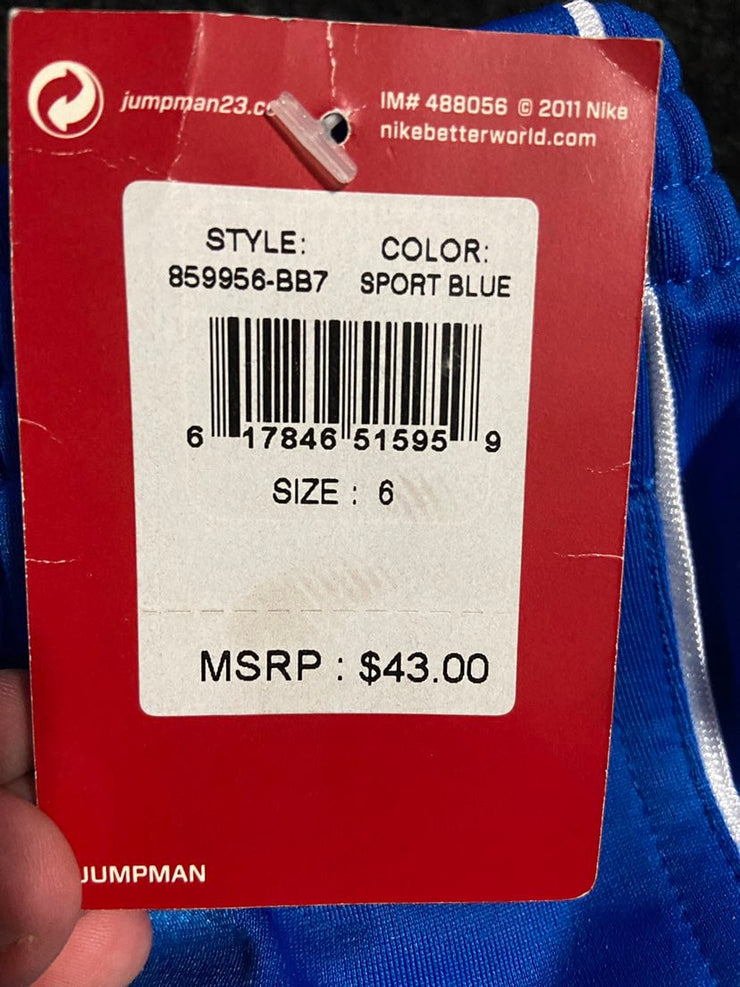 jumpman23.c
IM# 488056 © 2011 Nike
nikebetterworld.com
STYLE:
COLOR:
859956-BB7
SPORT BLUE
6 17846 51595 9
SIZE : 6
MSRP : $43.00
JUMPMAN